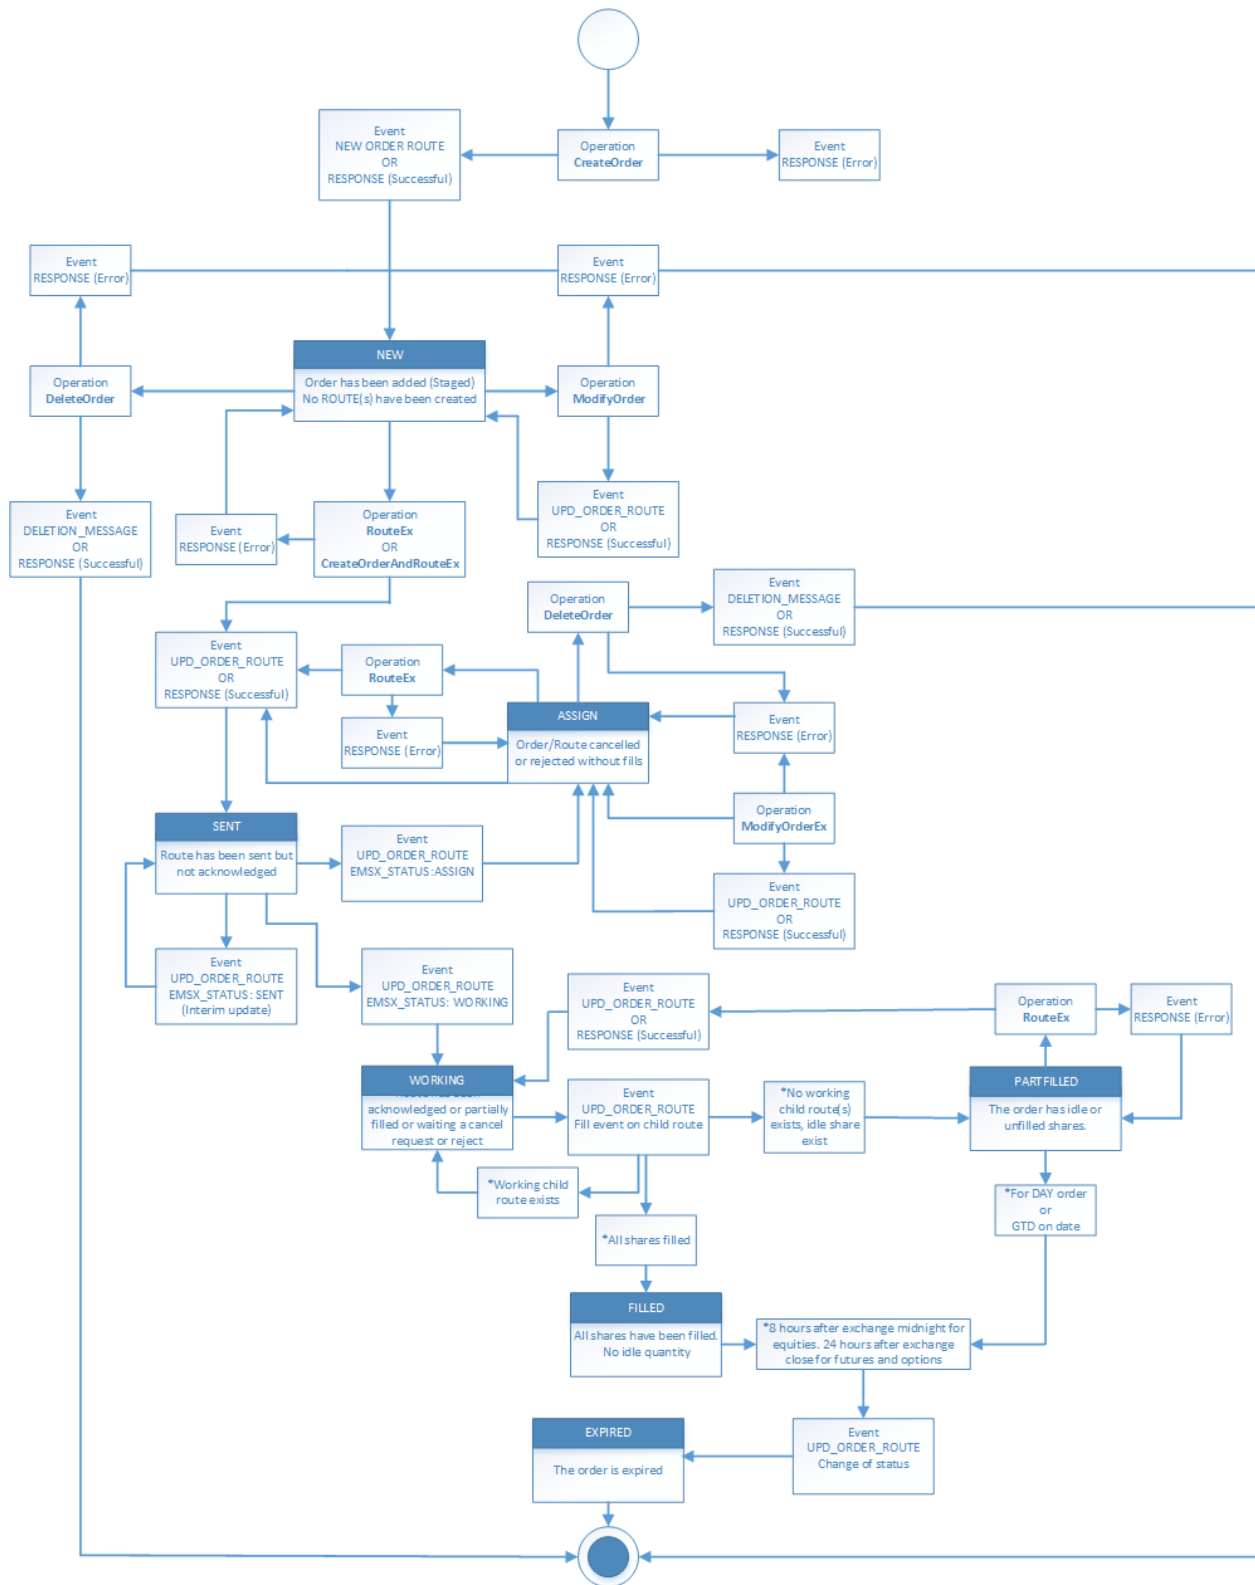 Event
NEW ORDER ROUTE
OR
RESPONSE (Successful)
Operation
CreateOrder
Event
RESPONSE (Error)
Event
RESPONSE (Error)
Event
RESPONSE (Error)
NEW
Order has been added (Staged)
No ROUTE(s) have been created
Operation
DeleteOrder
Operation
ModifyOrder
Event
DELETION_MESSAGE
OR
RESPONSE (Successful)
Event
RESPONSE (Error)
Operation
RouteEx
OR
CreateOrderAndRouteEx
Event
UPD_ORDER_ROUTE
OR
RESPONSE (Successful)
Operation
DeleteOrder
Event
DELETION_MESSAGE
OR
RESPONSE (Successful)
Event
UPD_ORDER_ROUTE
OR
RESPONSE (Successful)
Operation
RouteEx
Event
RESPONSE (Error)
ASSIGN
Order/Route cancelled
or rejected without fills
Event
RESPONSE (Error)
Operation
ModifyOrderEx
SENT
Route has been sent but
not acknowledged
Event
UPD_ORDER_ROUTE
EMSX_STATUS :ASSIGN
Event
UPD_ORDER_ROUTE
OR
RESPONSE (Successful)
Event
UPD_ORDER_ROUTE
EMSX_STATUS : SENT
(Interim update)
Event
UPD_ORDER_ROUTE
EMSX_STATUS : WORKING
Event
UPD_ORDER_ROUTE
OR
RESPONSE (Successful)
Operation
RouteEx
Event
RESPONSE (Error)
WORKING
acknowledged or partially
filled or waiting a cancel
request or reject
Event
UPD_ORDER_ROUTE
Fill event on child route
*No working
child route(s)
exists, idle share
exist
PARTFILLED
The order has idle or
unfilled shares.
*Working child
route exists
*For DAY order
or
GTD on date
*All shares filled
FILLED
All shares have been filled.
No idle quantity
*8 hours after exchange midnight for
equities. 24 hours after exchange
close for futures and options
EXPIRED
The order is expired
Event
UPD_ORDER_ROUTE
Change of status